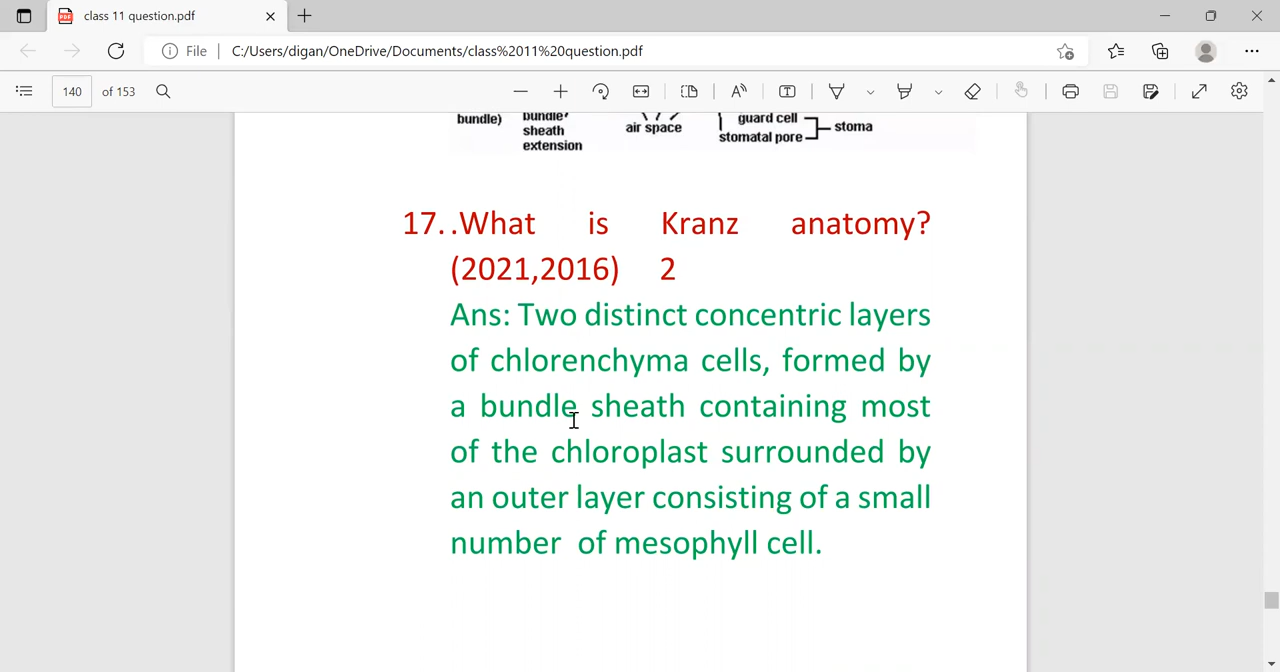 class 11 question.pdf
File
C:/Users/digan/OneDrive/Documents/class%2011%20question.pdf
140 of 153
bundle) bundle air space guard cell
sheath stomatal pore stoma
extension
17. .What is Kranz anatomy?
(2021,2016) 2
Ans: Two distinct concentric layers
of chlorenchyma cells, formed by
a bundle sheath containing most
of the chloroplast surrounded by
an outer layer consisting of a small
number of mesophyll cell.